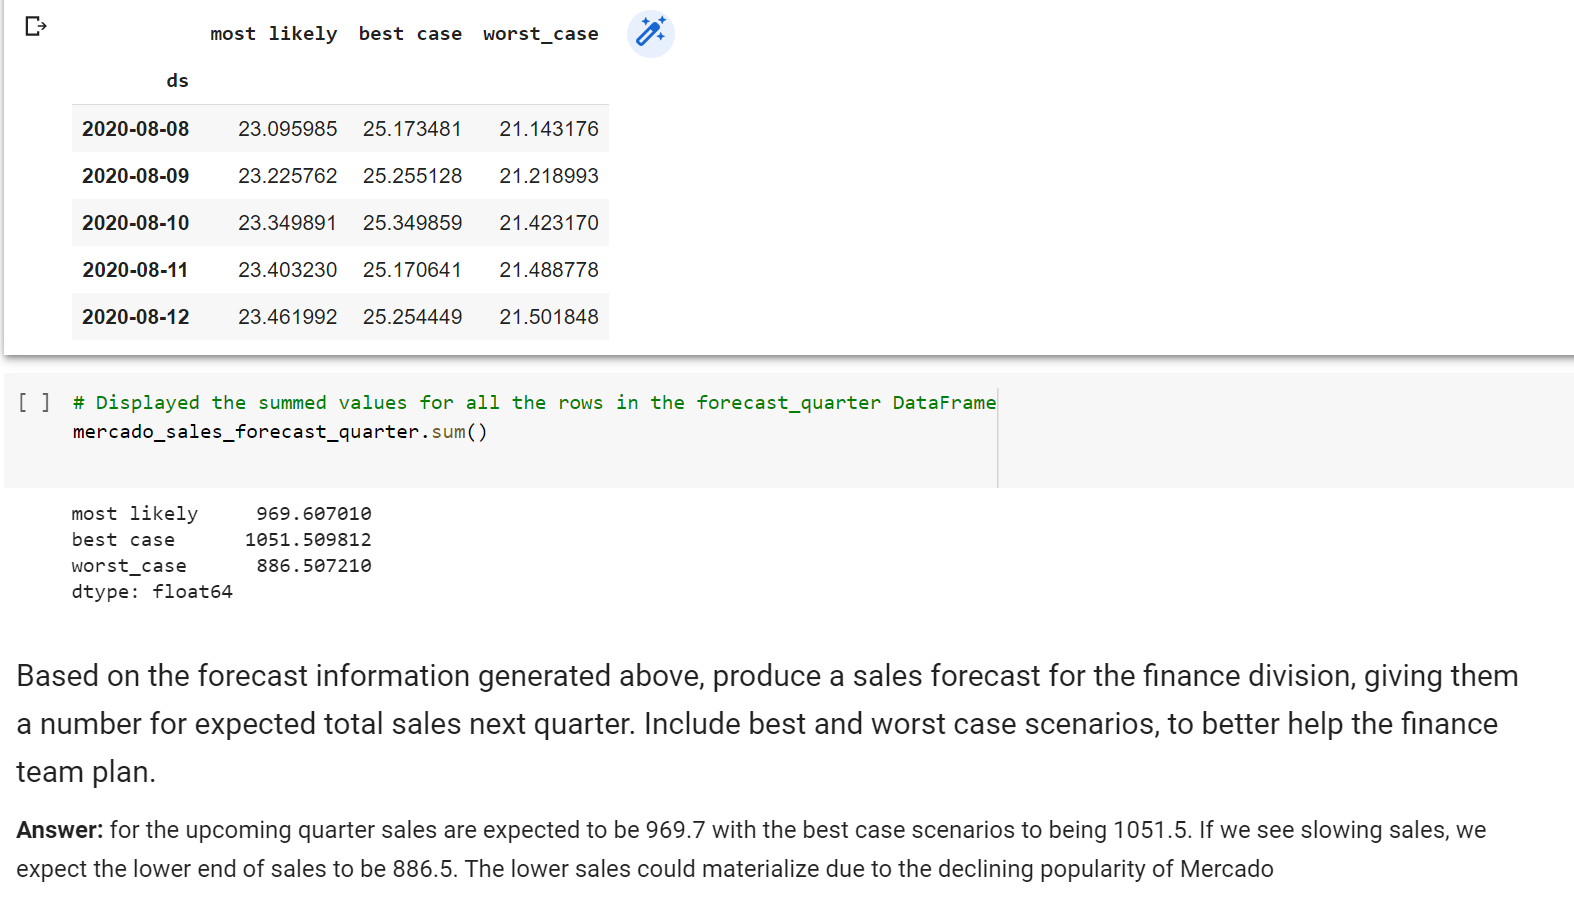 most likely best case worst_case
ds
2020-08-08 23.095985 25.173481 21.143176
2020-08-09 23.225762 25.255128 21.218993
2020-08-10 23.349891 25.349859 21.423170
2020-08-11 23.403230 25.170641 21.488778
2020-08-12 23.461992 25.254449 21.501848
[ ] # Displayed the summed values for all the rows in the forecast_quarter DataFrame
mercado_sales_forecast_quarter.sum()
most likely 969.607010
best case 1051.509812
worst_case 886.507210
dtype: float64
Based on the forecast information generated above, produce a sales forecast for the finance division, giving them
a number for expected total sales next quarter. Include best and worst case scenarios, to better help the finance
team plan.
Answer: for the upcoming quarter sales are expected to be 969.7 with the best case scenarios to being 1051.5. If we see slowing sales, we
expect the lower end of sales to be 886.5. The lower sales could materialize due to the declining popularity of Mercado